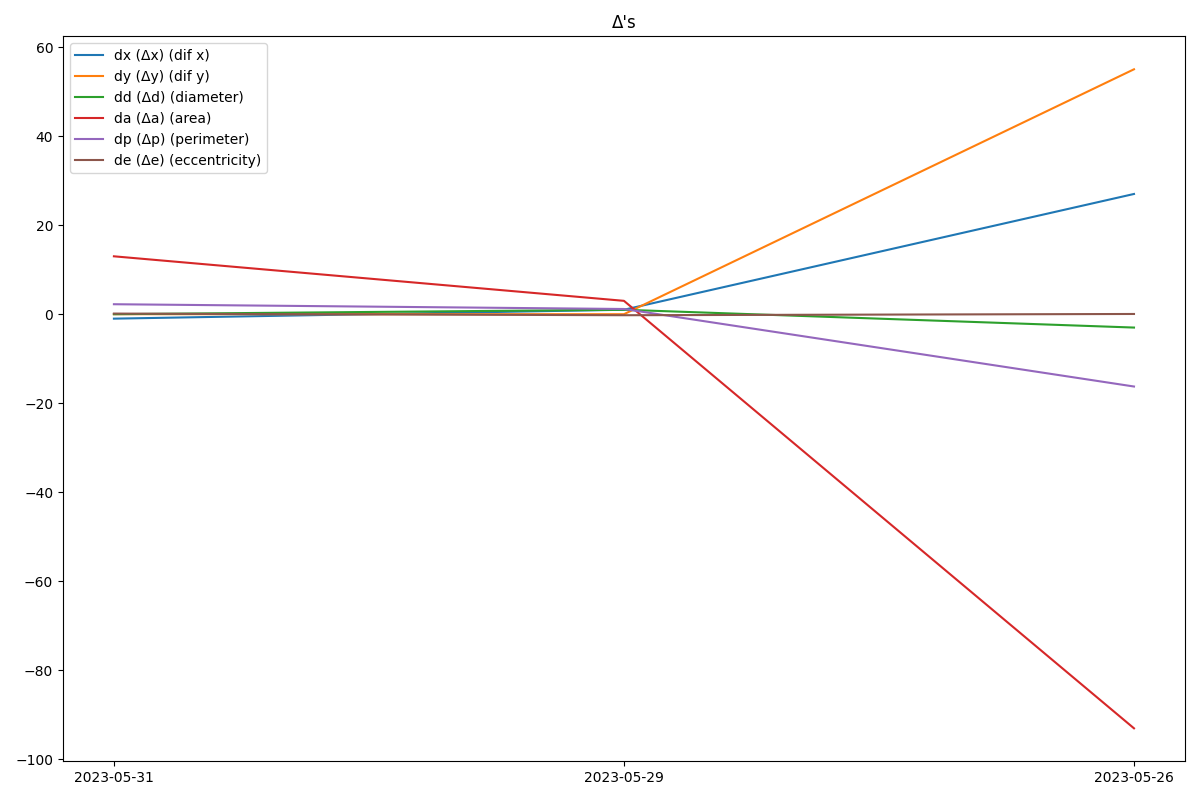 Δ's
dx (Δx) (dif x)
dy (Δy) (dif y)
dd (Δd) (diameter)
da (Δa) (area)
dp (Δp) (perimeter)
de (Δe) (eccentricity)
60
40
20
0
−20
−40
−60
−80
−100
2023-05-31
2023-05-29
2023-05-26